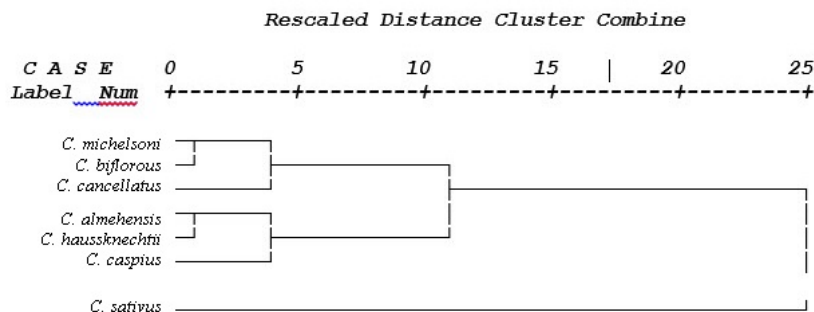 Rescaled Distance Cluster Combine
C A S E 0 5 10 15 | 20 25
Label Num +---------+---------+---------+---------+---------+
C. michelsoni
C. biflorous
C. cancellatus
C. almehensis
C. haussknechtii
C. caspius
C. sativus